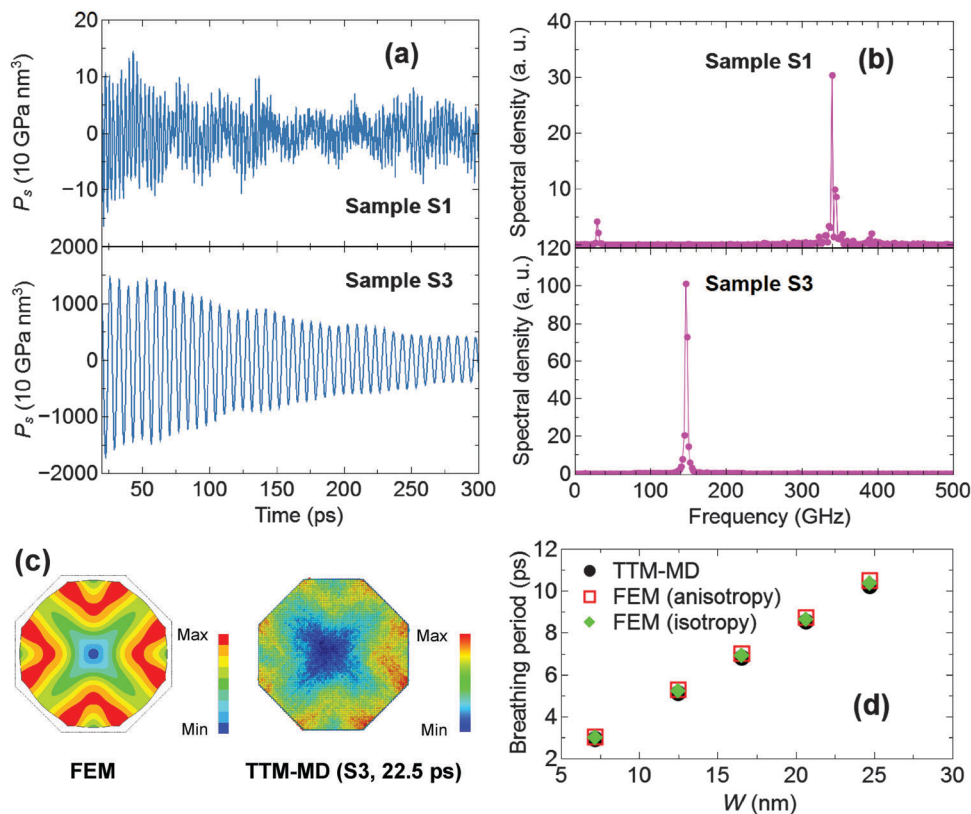 (a)
20
10
0
−10
P_s (10 GPa nm³)
Sample S1
2000
1000
0
−1000
−2000
P_s (10 GPa nm³)
Sample S3
50 100 150 200 250 300
Time (ps)
(b)
40
30
20
10
Spectral density (a. u.)
Sample S1
120
100
80
60
40
20
0
Spectral density (a. u.)
Sample S3
0 100 200 300 400 500
Frequency (GHz)
(c)
Max
Min
FEM
Max
Min
TTM-MD (S3, 22.5 ps)
12
10
8
6
4
2
Breathing period (ps)
TTM-MD
FEM (anisotropy)
FEM (isotropy)
(d)
5 10 15 20 25 30
W (nm)